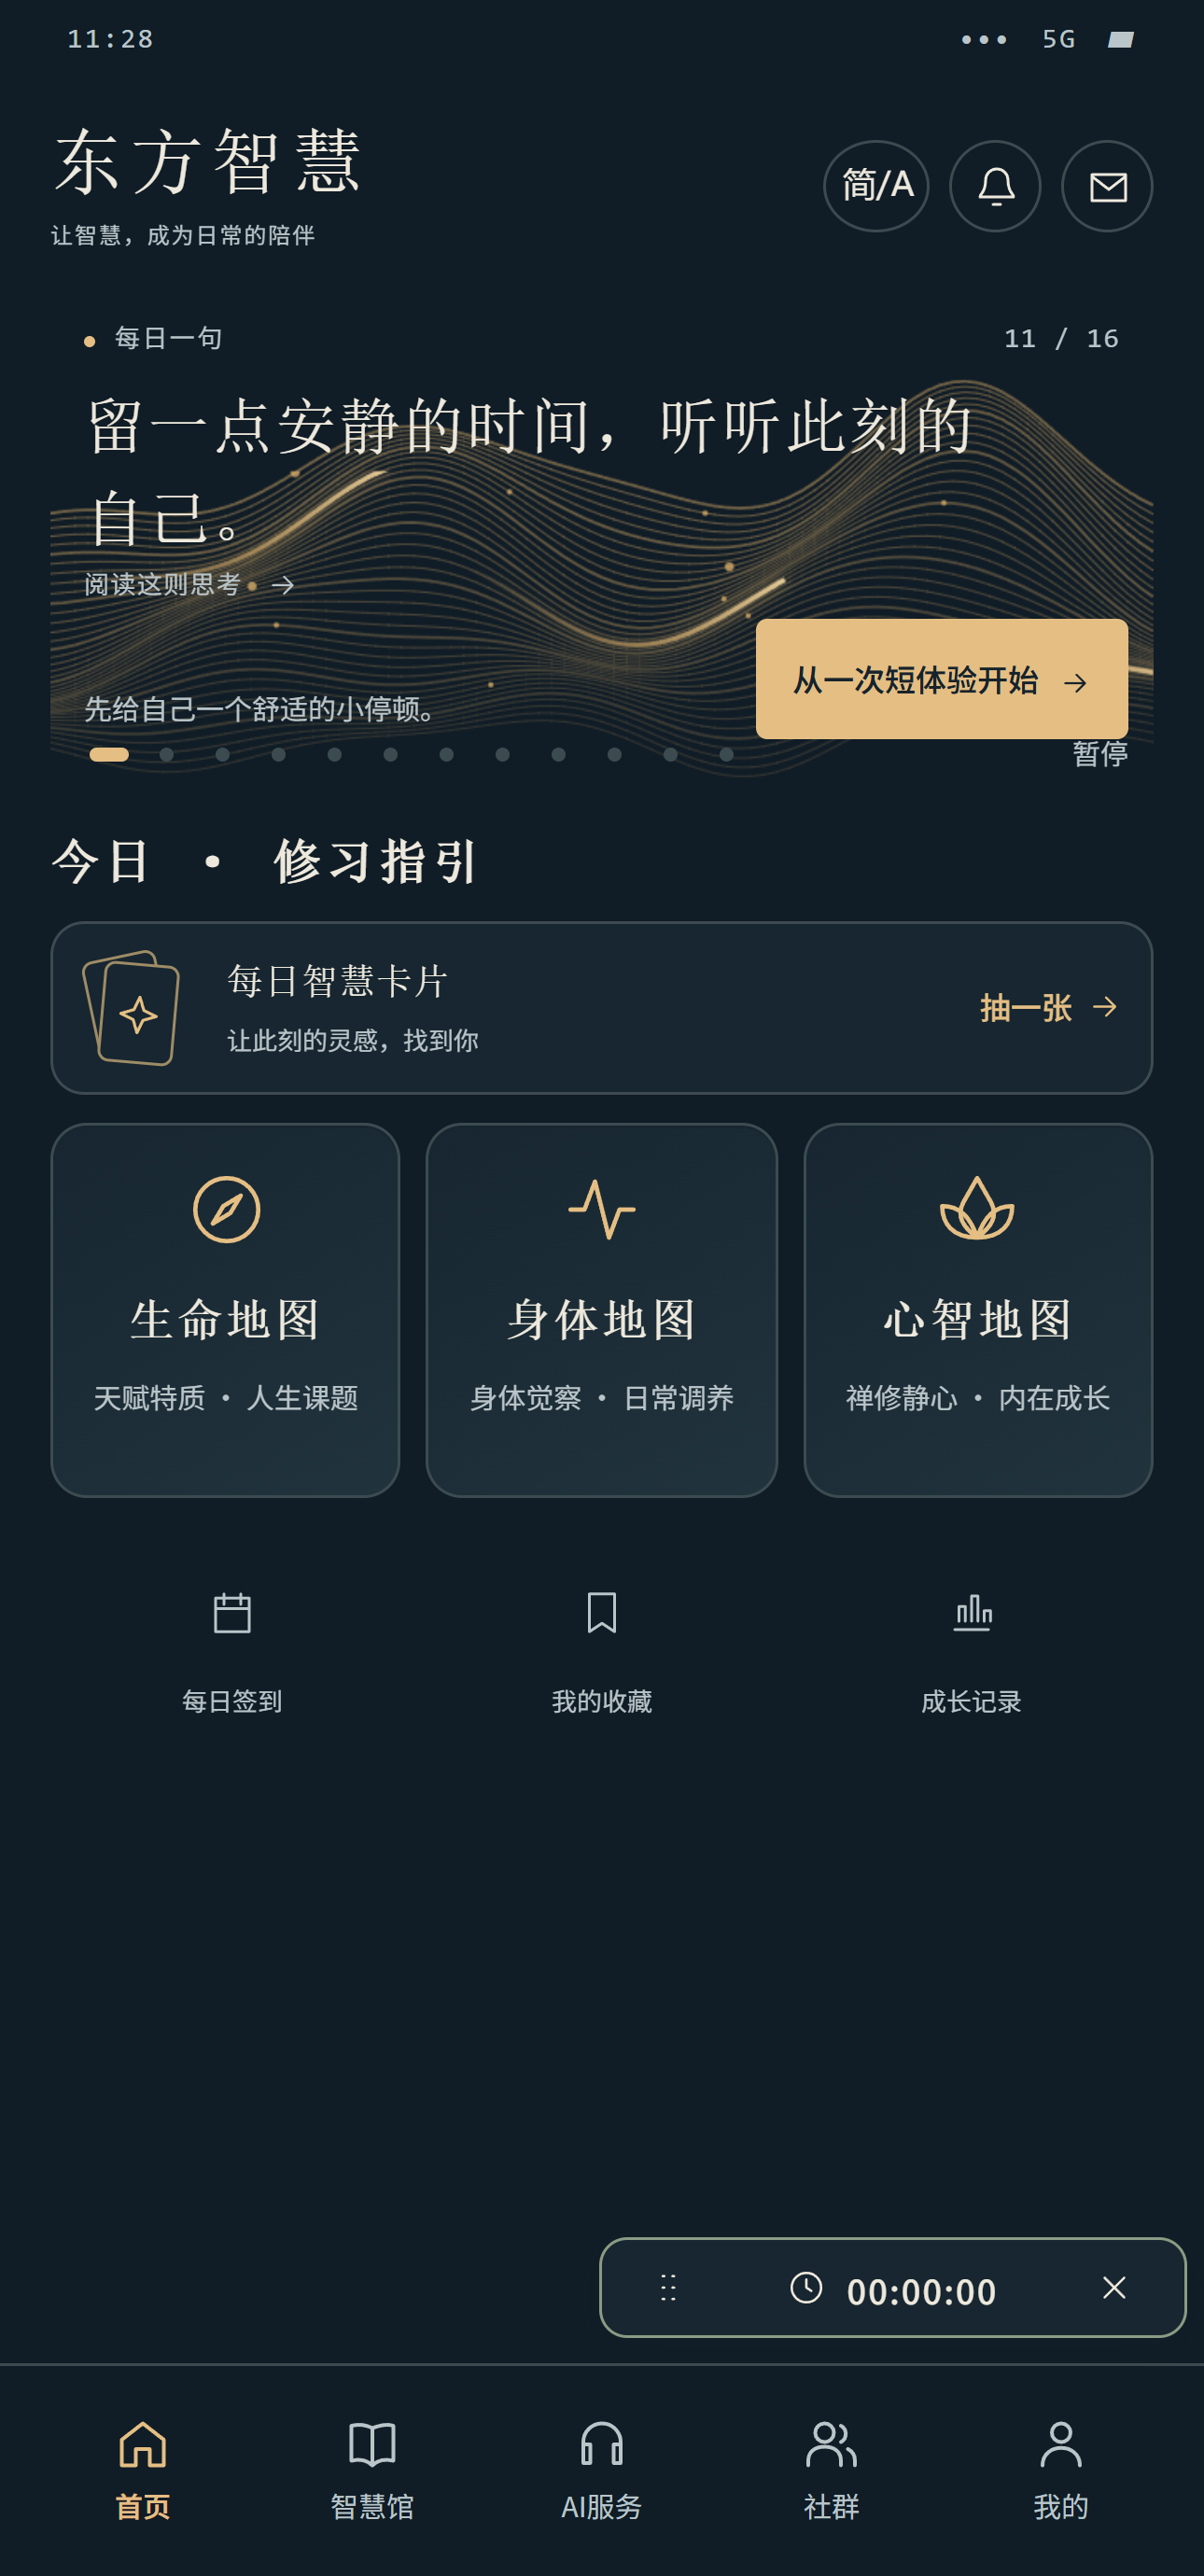 11:28
••• 5G
东方智慧
让智慧，成为日常的陪伴
简/A
每日一句
11 / 16
留一点安静的时间，听听此刻的
自己。
阅读这则思考 →
从一次短体验开始 →
先给自己一个舒适的小停顿。
暂停
今日 • 修习指引
每日智慧卡片
让此刻的灵感，找到你
抽一张 →
生命地图
天赋特质 • 人生课题
身体地图
身体觉察 • 日常调养
心智地图
禅修静心 • 内在成长
每日签到
我的收藏
成长记录
00:00:00
首页
智慧馆
AI服务
社群
我的